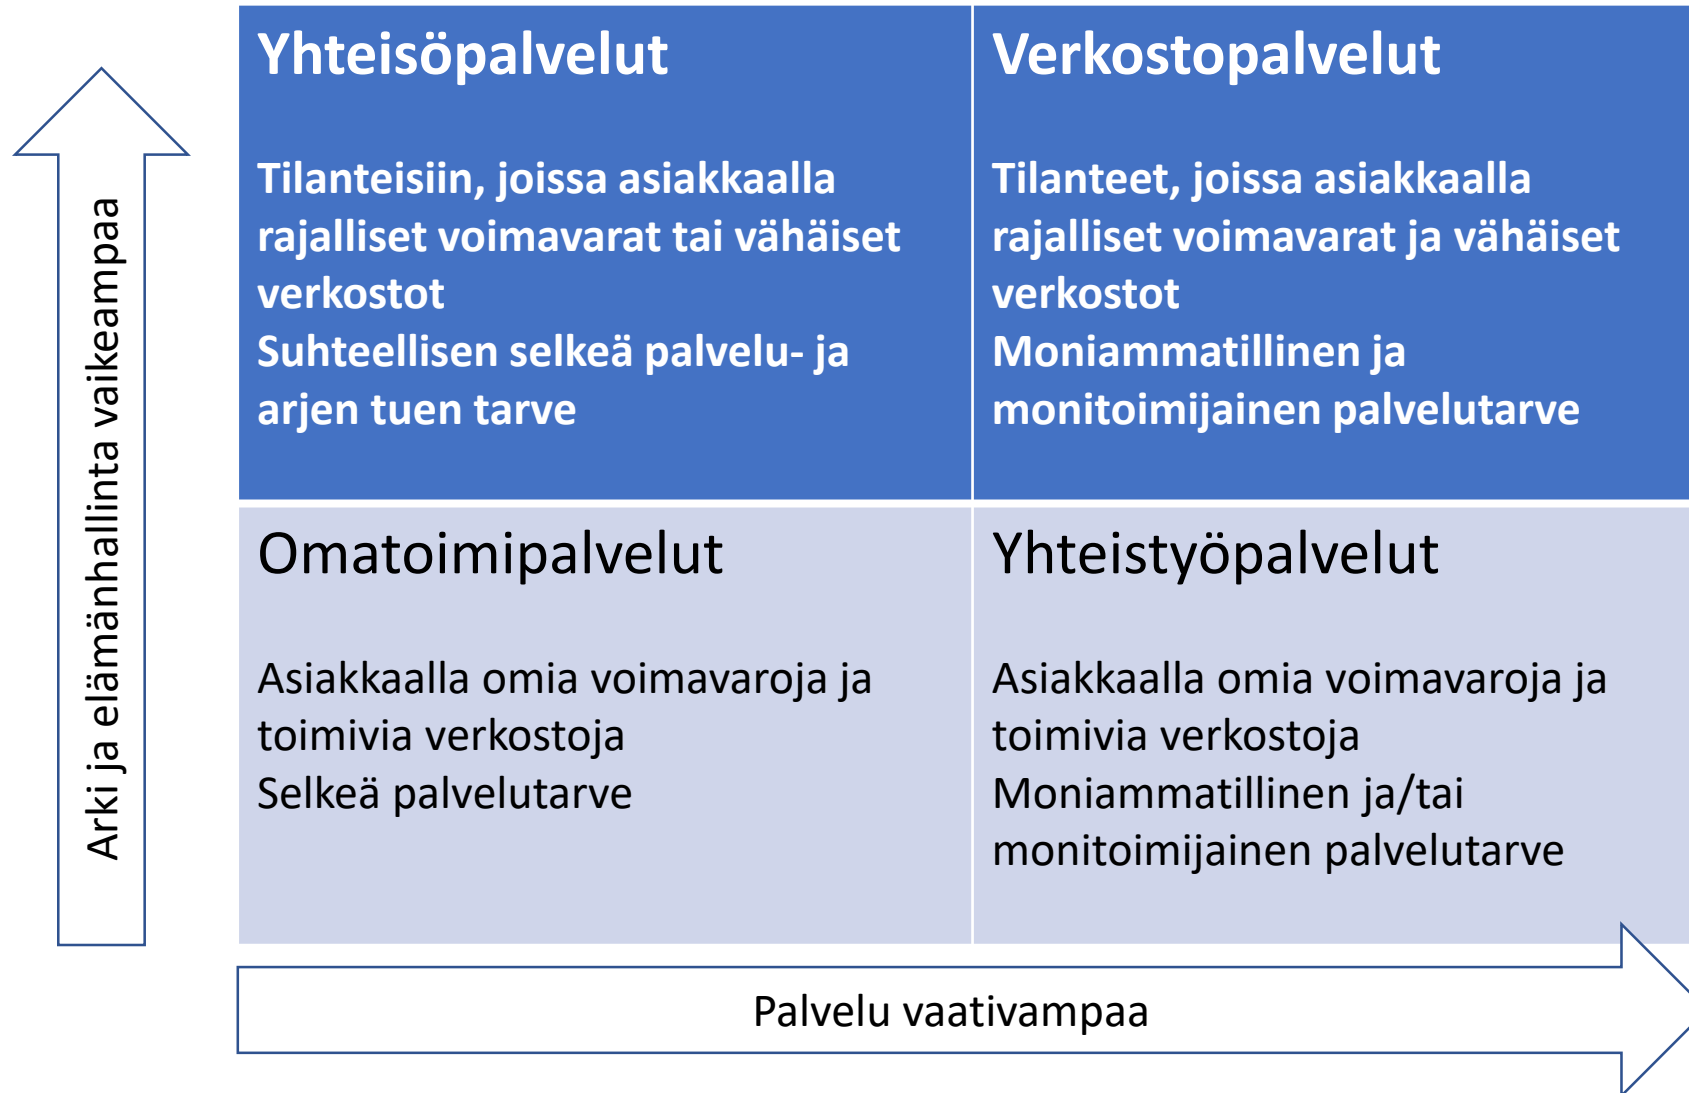 Arki ja elämänhallinta vaikeampaa
Yhteisöpalvelut
Tilanteisiin, joissa asiakkaalla
rajalliset voimavarat tai vähäiset
verkostot
Suhteellisen selkeä palvelu- ja
arjen tuen tarve
Verkostopalvelut
Tilanteet, joissa asiakkaalla
rajalliset voimavarat ja vähäiset
verkostot
Moniammatillinen ja
monitoimijainen palvelutarve
Omatoimipalvelut
Asiakkaalla omia voimavaroja ja
toimivia verkostoja
Selkeä palvelutarve
Yhteistyöpalvelut
Asiakkaalla omia voimavaroja ja
toimivia verkostoja
Moniammatillinen ja/tai
monitoimijainen palvelutarve
Palvelu vaativampaa